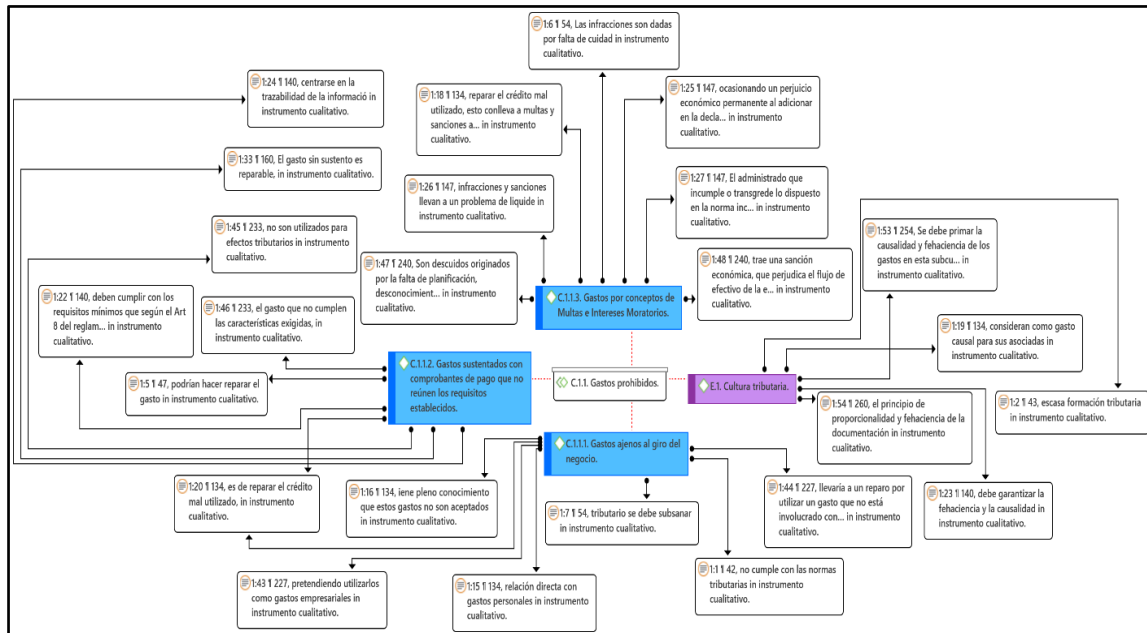 1:6 ¶ 54, Las infracciones son dadas
por falta de cuidad in instrumento
cualitativo.
1:24 ¶ 140, centrarse en la
trazabilidad de la informació in
instrumento cualitativo.
1:18 ¶ 134, reparar el crédito mal
utilizado, esto conlleva a multas y
sanciones a... in instrumento
cualitativo.
1:25 ¶ 147, ocasionando un perjuicio
económico permanente al adicionar
en la decla... in instrumento
cualitativo.
1:33 ¶ 160, El gasto sin sustento es
reparable, in instrumento cualitativo.
1:26 ¶ 147, infracciones y sanciones
llevan a un problema de liquide in
instrumento cualitativo.
1:27 ¶ 147, El administrado que
incumple o transgrede lo dispuesto
en la norma inc... in instrumento
cualitativo.
1:45 ¶ 233, no son utilizados para
efectos tributarios in instrumento
cualitativo.
1:53 ¶ 254, Se debe primar la
causalidad y fehaciencia de los
gastos en esta subcu... in
instrumento cualitativo.
1:47 ¶ 240, Son descuidos originados
por la falta de planificación,
desconocimient... in instrumento
cualitativo.
1:48 ¶ 240, trae una sanción
económica, que perjudica el flujo de
efectivo de la e... in instrumento
cualitativo.
1:22 ¶ 140, deben cumplir con los
requisitos mínimos que según el Art
8 del reglam... in instrumento
cualitativo.
1:46 ¶ 233, el gasto que no cumplen
las características exigidas, in
instrumento cualitativo.
C.1.1.3. Gastos por conceptos de
Multas e Intereses Moratorios.
1:19 ¶ 134, consideran como gasto
causal para sus asociadas in
instrumento cualitativo.
1:5 ¶ 47, podrían hacer reparar el
gasto in instrumento cualitativo.
C.1.1.2. Gastos sustentados con
comprobantes de pago que no
reúnen los requisitos
establecidos.
C.1.1. Gastos prohibidos.
E.1. Cultura tributaria.
1:54 ¶ 260, el principio de
proporcionalidad y fehaciencia de la
documentación in instrumento
cualitativo.
1:2 ¶ 43, escasa formación tributaria
in instrumento cualitativo.
C.1.1.1. Gastos ajenos al giro del
negocio.
1:20 ¶ 134, es de reparar el crédito
mal utilizado, in instrumento
cualitativo.
1:16 ¶ 134, iene pleno conocimiento
que estos gastos no son aceptados
in instrumento cualitativo.
1:7 ¶ 54, tributario se debe subsanar
in instrumento cualitativo.
1:44 ¶ 227, llevaría a un reparo por
utilizar un gasto que no está
involucrado con... in instrumento
cualitativo.
1:23 ¶ 140, debe garantizar la
fehaciencia y la causalidad in
instrumento cualitativo.
1:43 ¶ 227, pretendiendo utilizarlos
como gastos empresariales in
instrumento cualitativo.
1:15 ¶ 134, relación directa con
gastos personales in instrumento
cualitativo.
1:1 ¶ 42, no cumple con las normas
tributarias in instrumento
cualitativo.